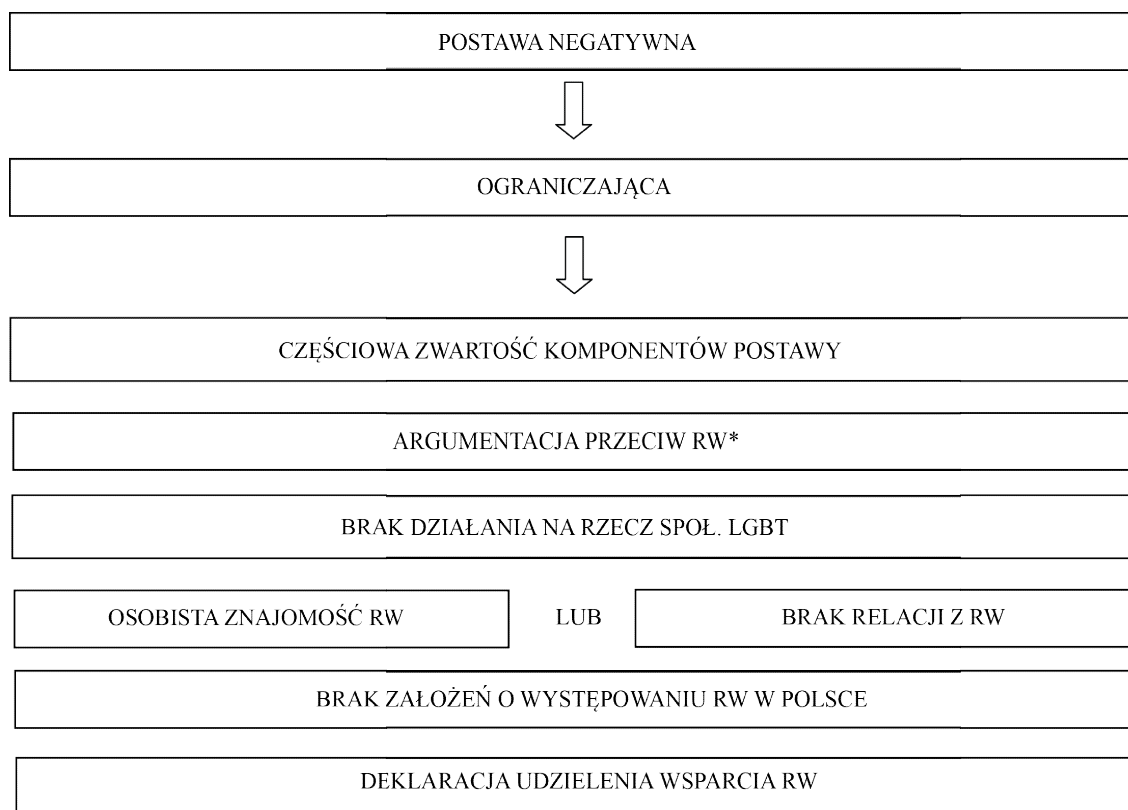 POSTAWA NEGATYWNA
OGRANICZAJĄCA
CZĘŚCIOWA ZWARTOŚĆ KOMPONENTÓW POSTAWY
ARGUMENTACJA PRZECIW RW*
BRAK DZIAŁANIA NA RZECZ SPOŁ. LGBT
OSOBISTA ZNAJOMOŚĆ RW LUB BRAK RELACJI Z RW
BRAK ZAŁOŻEŃ O WYSTĘPOWANIU RW W POLSCE
DEKLARACJA UDZIELENIA WSPARCIA RW